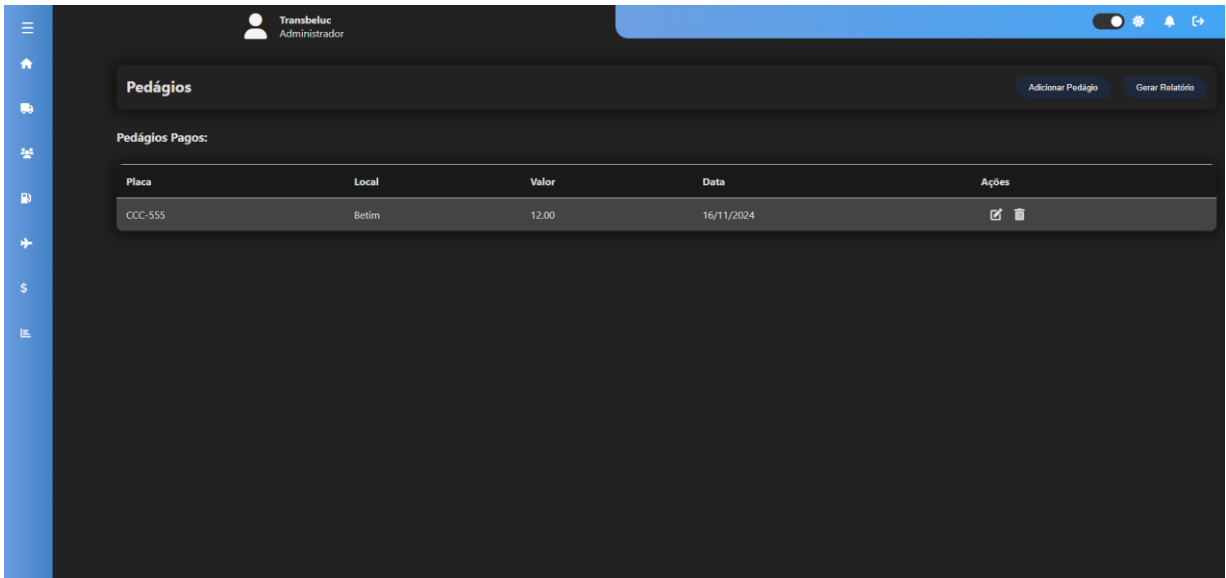 Transbeluc
Administrador
Pedágios
Adicionar Pedágio Gerar Relatório
Pedágios Pagos:
Placa Local Valor Data Ações
CCC-555 Betim 12.00 16/11/2024